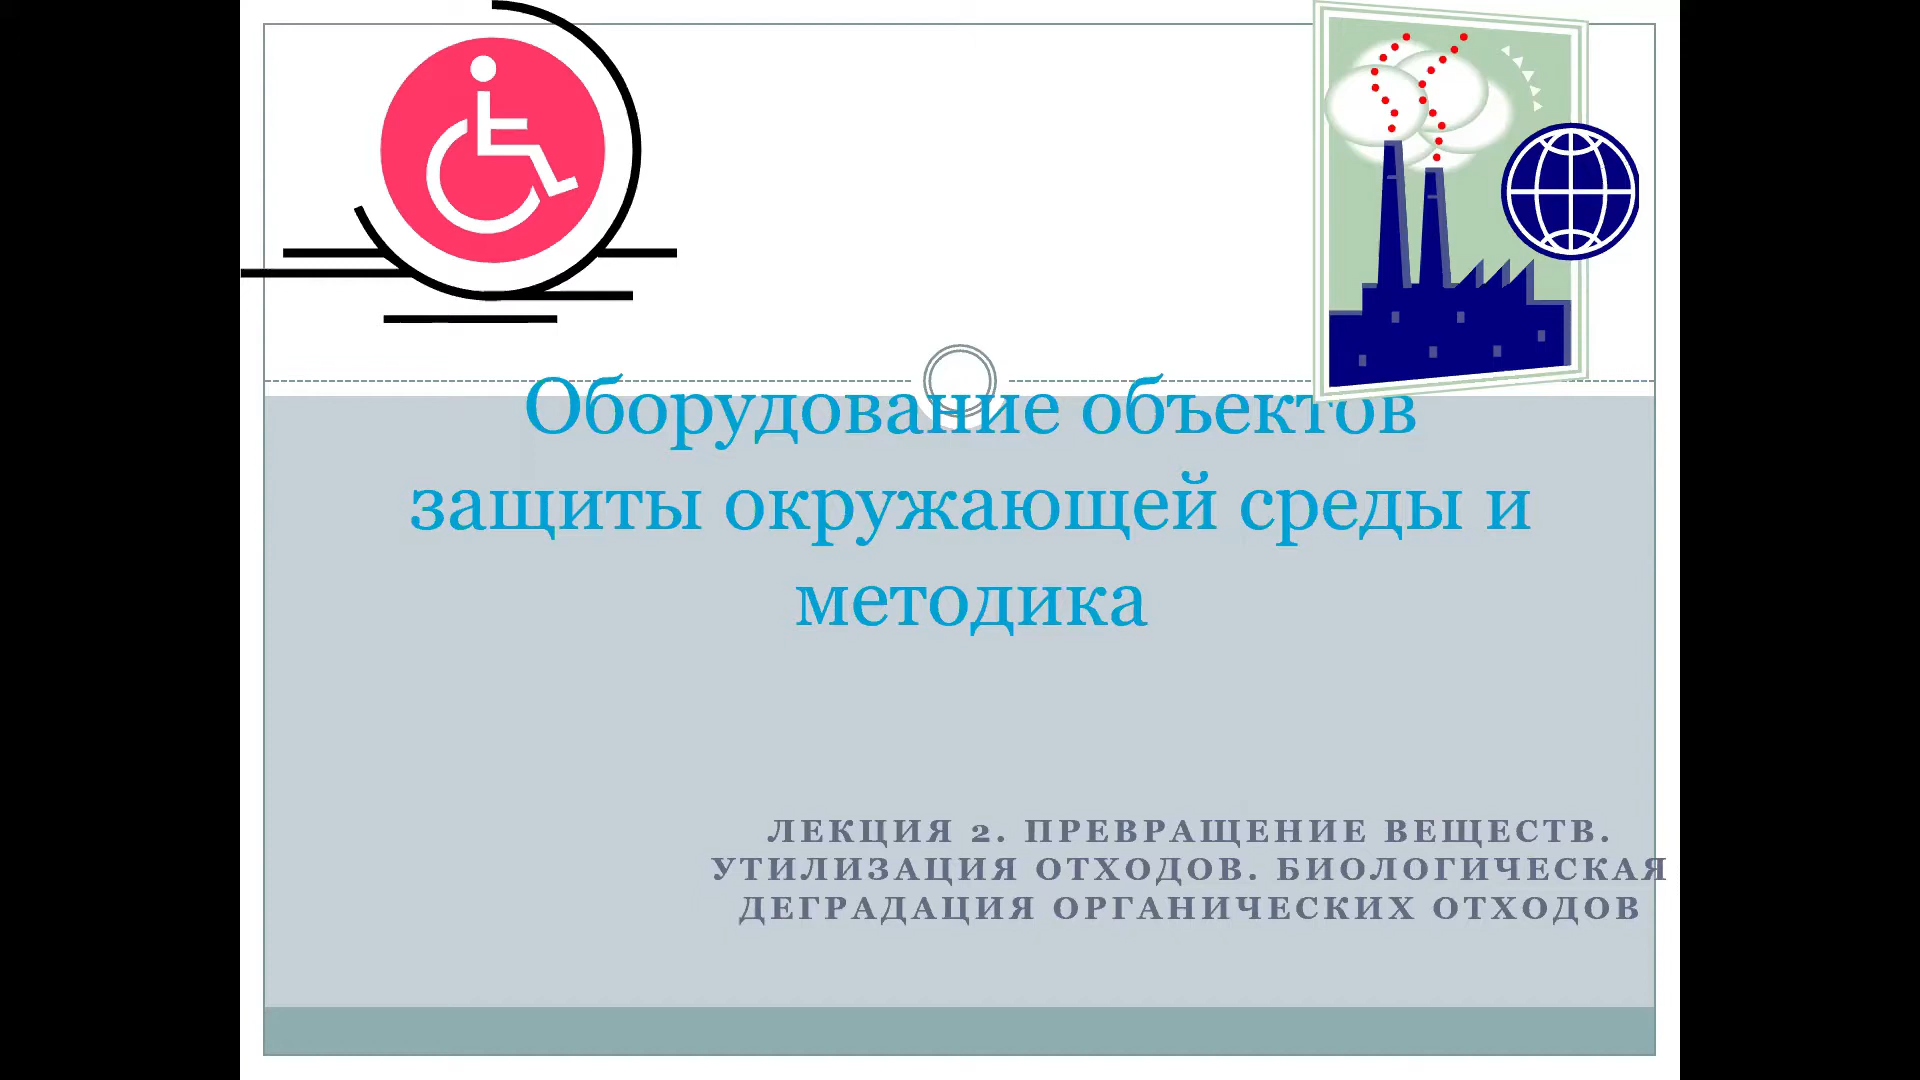 Оборудование объектов
защиты окружающей среды и
методика
ЛЕКЦИЯ 2. ПРЕВРАЩЕНИЕ ВЕЩЕСТВ.
УТИЛИЗАЦИЯ ОТХОДОВ. БИОЛОГИЧЕСКАЯ
ДЕГРАДАЦИЯ ОРГАНИЧЕСКИХ ОТХОДОВ